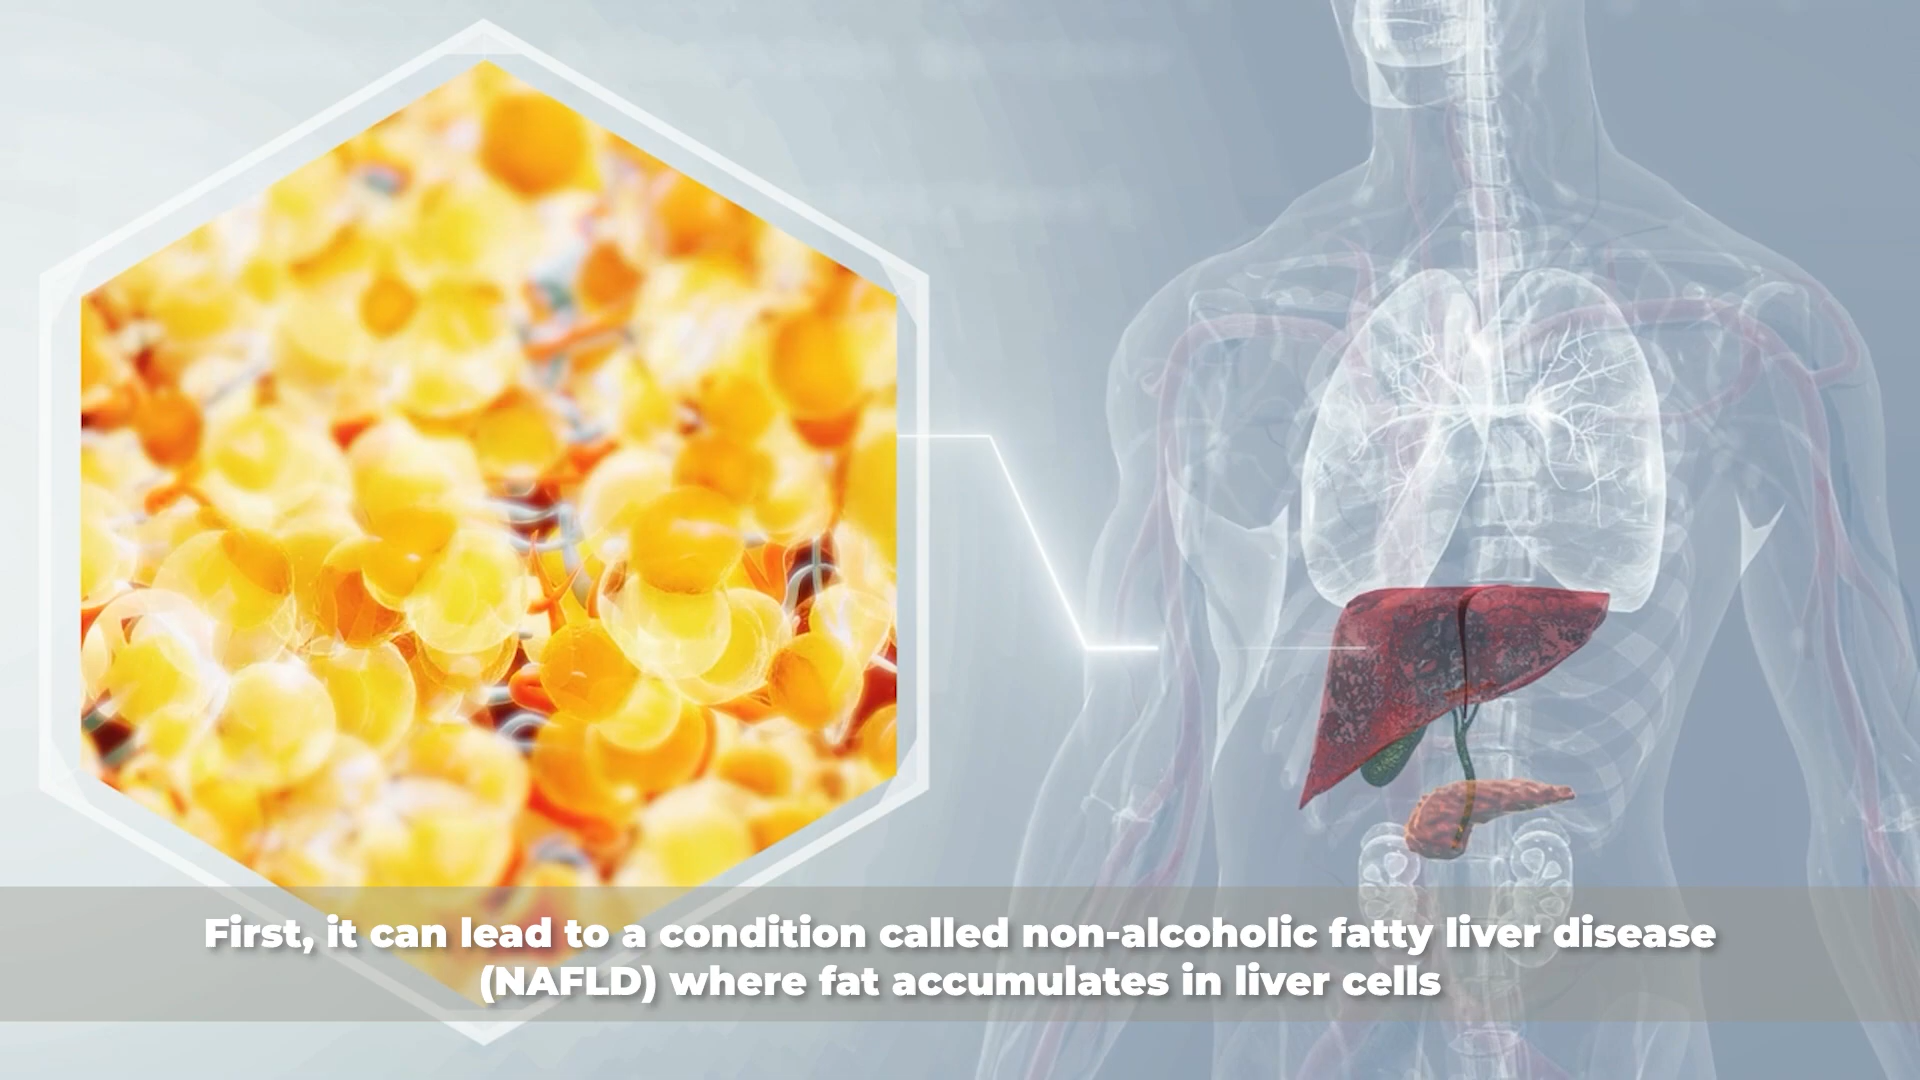 First, it can lead to a condition called non-alcoholic fatty liver disease
(NAFLD) where fat accumulates in liver cells